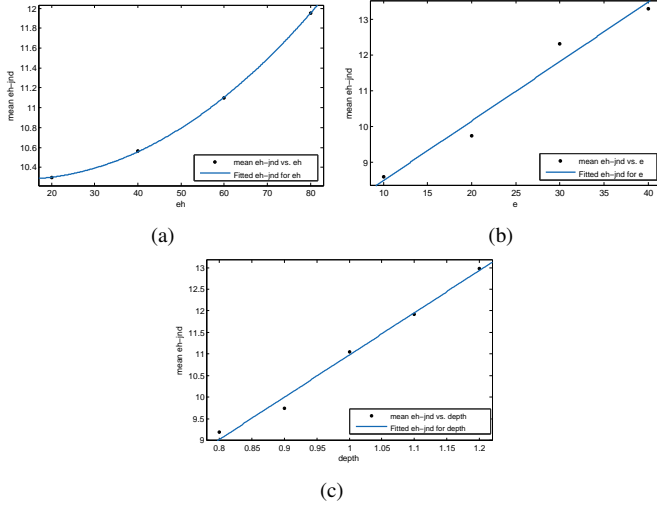 12
11.8
11.6
11.4
11.2
11
10.8
10.6
10.4
mean eh−jnd
mean eh−jnd vs. eh
Fitted eh−jnd for eh
20 30 40 50 60 70 80
eh
(a)
13
12
11
10
9
mean eh−jnd
mean eh−jnd vs. e
Fitted eh−jnd for e
10 15 20 25 30 35 40
e
(b)
13
12.5
12
11.5
11
10.5
10
9.5
9
mean eh−jnd
mean eh−jnd vs. depth
Fitted eh−jnd for depth
0.8 0.85 0.9 0.95 1 1.05 1.1 1.15 1.2
depth
(c)